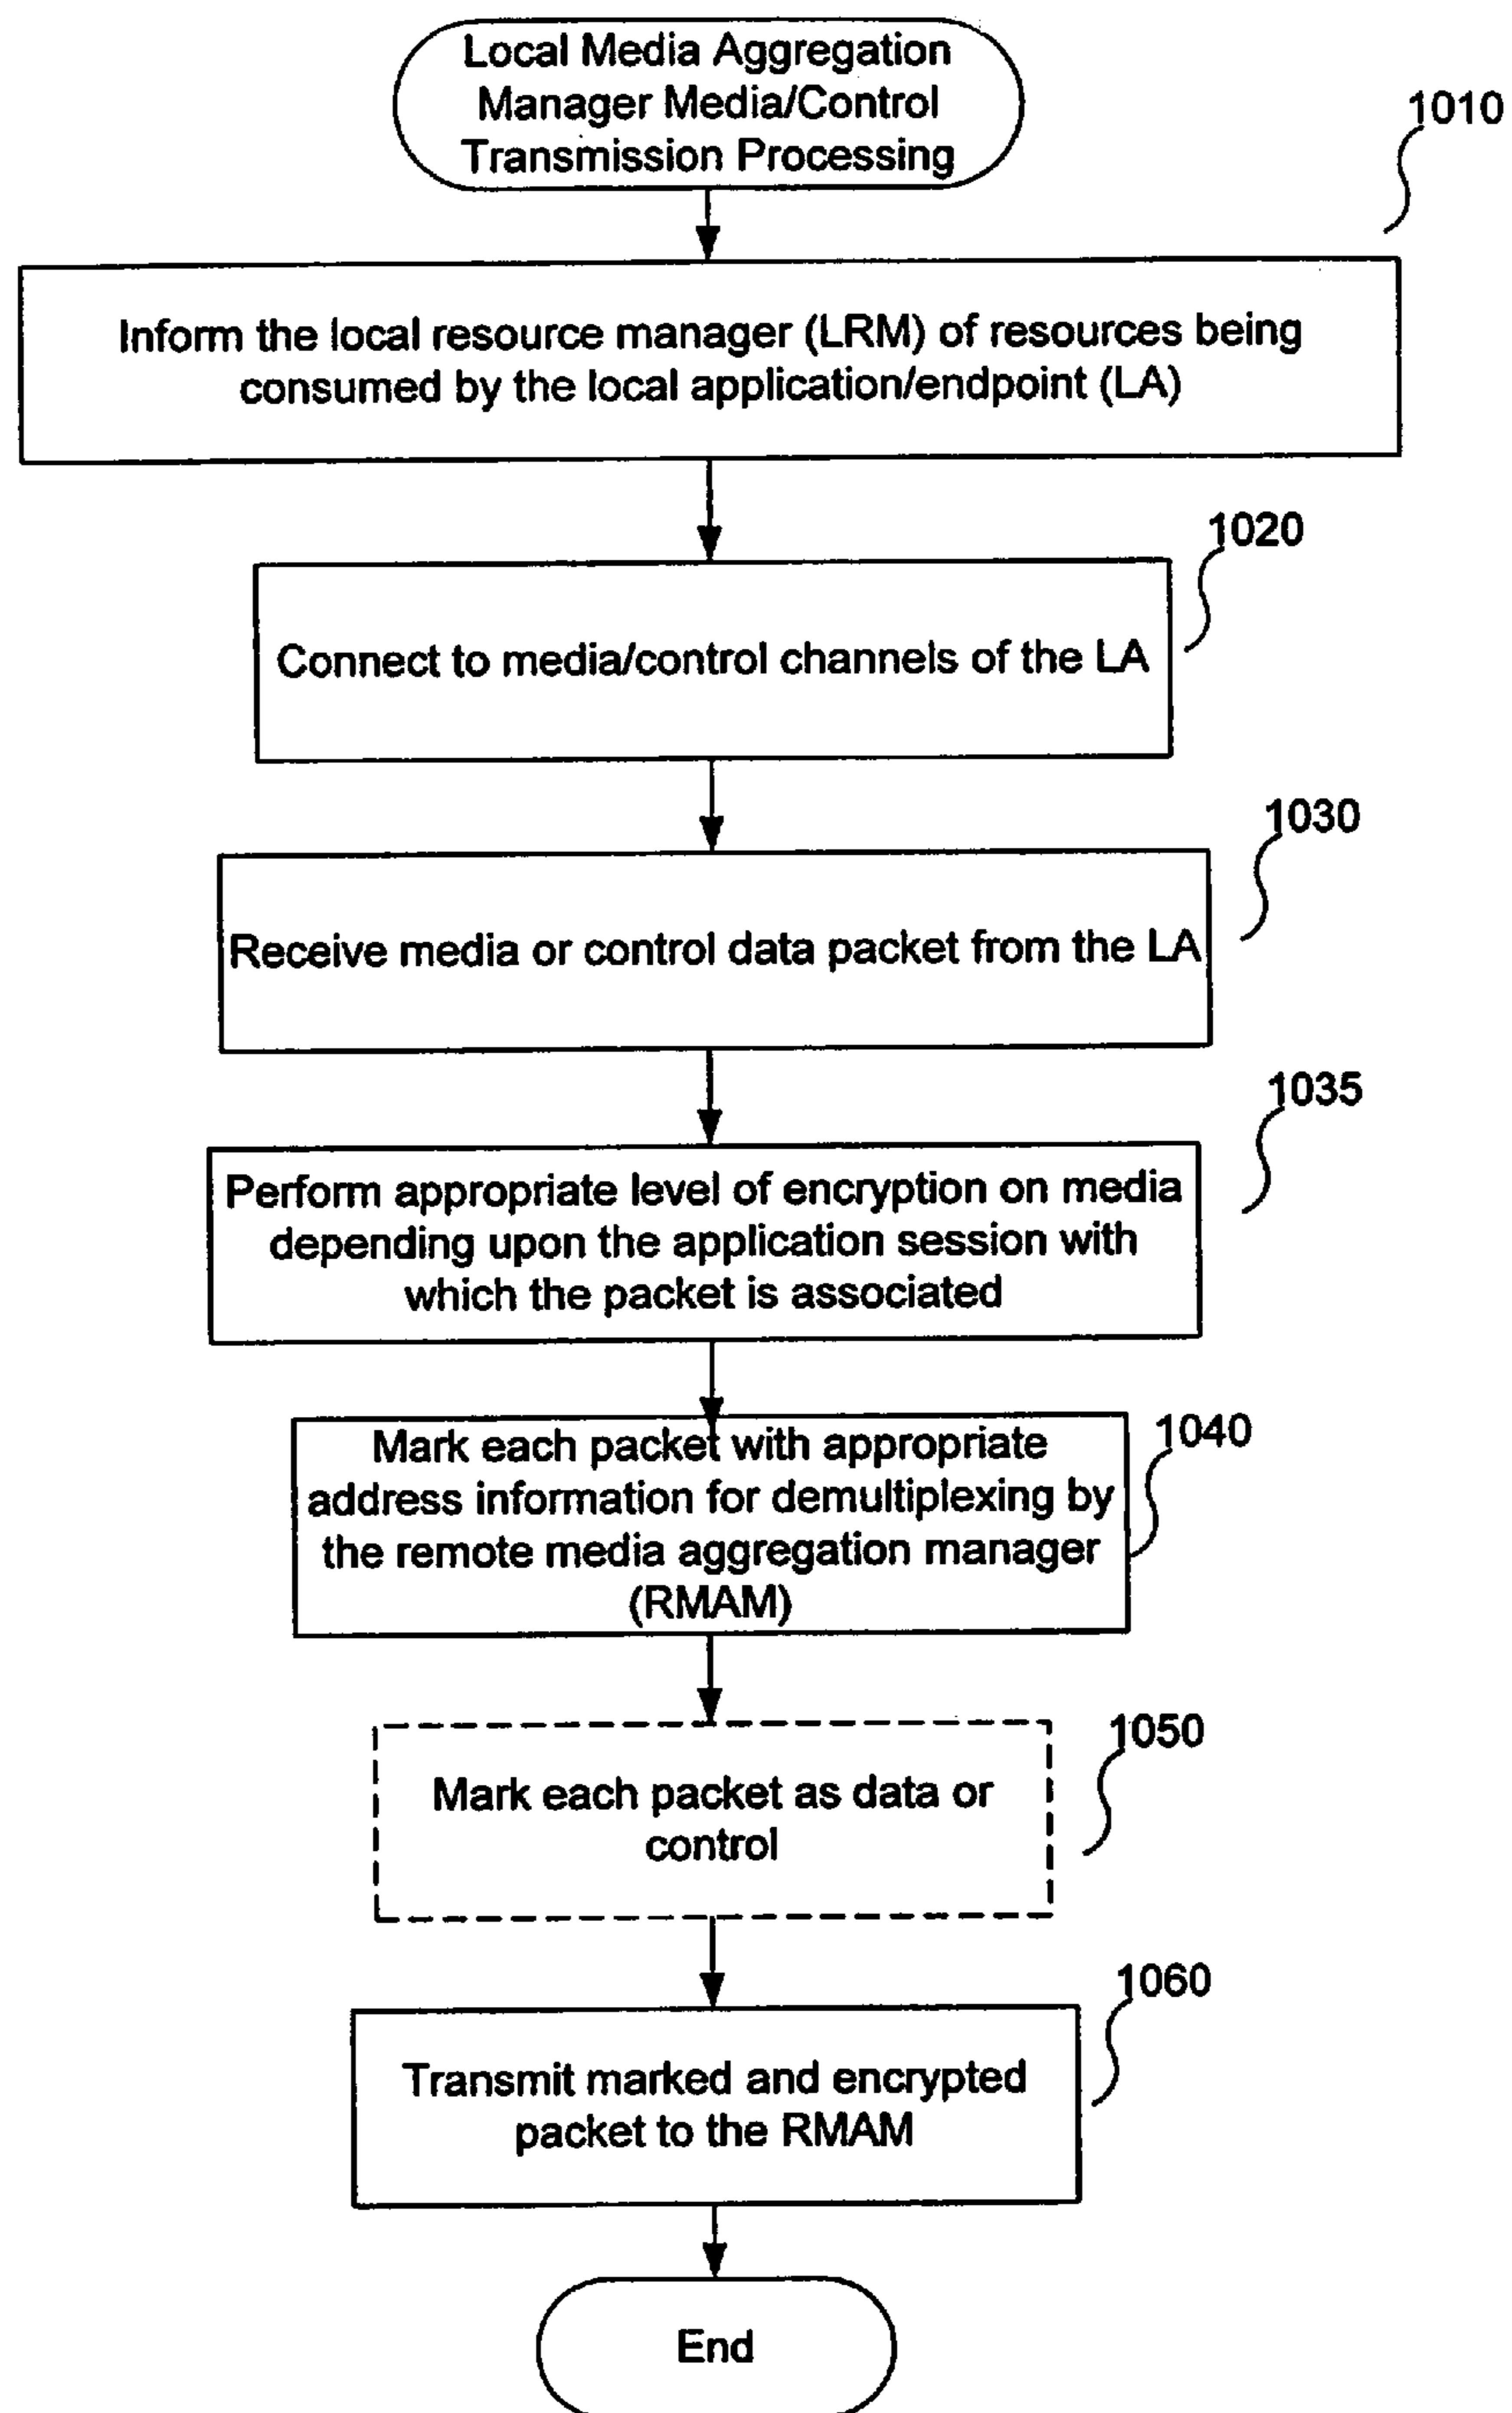 Local Media Aggregation
Manager Media/Control
Transmission Processing
1010
Inform the local resource manager (LRM) of resources being
consumed by the local application/endpoint (LA)
1020
Connect to media/control channels of the LA
1030
Receive media or control data packet from the LA
1035
Perform appropriate level of encryption on media
depending upon the application session with
which the packet is associated
1040
Mark each packet with appropriate
address information for demultiplexing by
the remote media aggregation manager
(RMAM)
1050
Mark each packet as data or
control
1060
Transmit marked and encrypted
packet to the RMAM
End